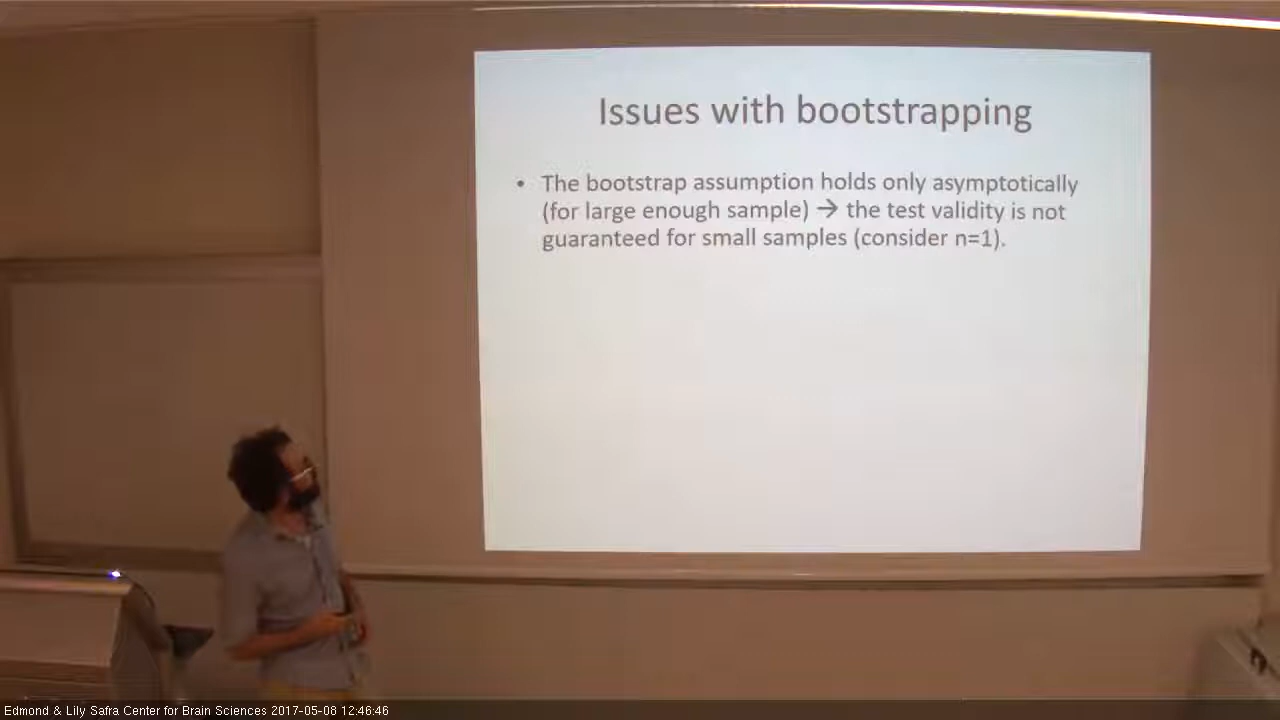 Issues with bootstrapping
• The bootstrap assumption holds only asymptotically
(for large enough sample) → the test validity is not
guaranteed for small samples (consider n=1).
Edmond & Lily Safra Center for Brain Sciences 2017-05-08 12:46:46